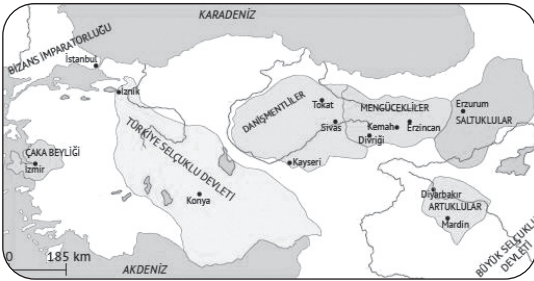 KARADENİZ
BİZANS İMPARATORLUĞU
İstanbul
İznik
DANİŞMENTLİLER
Tokat
MENGÜCEKLİLER
Erzurum
SALTUKLULAR
Sivas
Kemah
Erzincan
Divriği
TÜRKİYE SELÇUKLU DEVLETİ
ÇAKA BEYLİĞİ
İzmir
Kayseri
Konya
Diyarbakır
ARTUKLULAR
Mardin
BÜYÜK SELÇUKLU
DEVLETİ
0 185 km
AKDENİZ